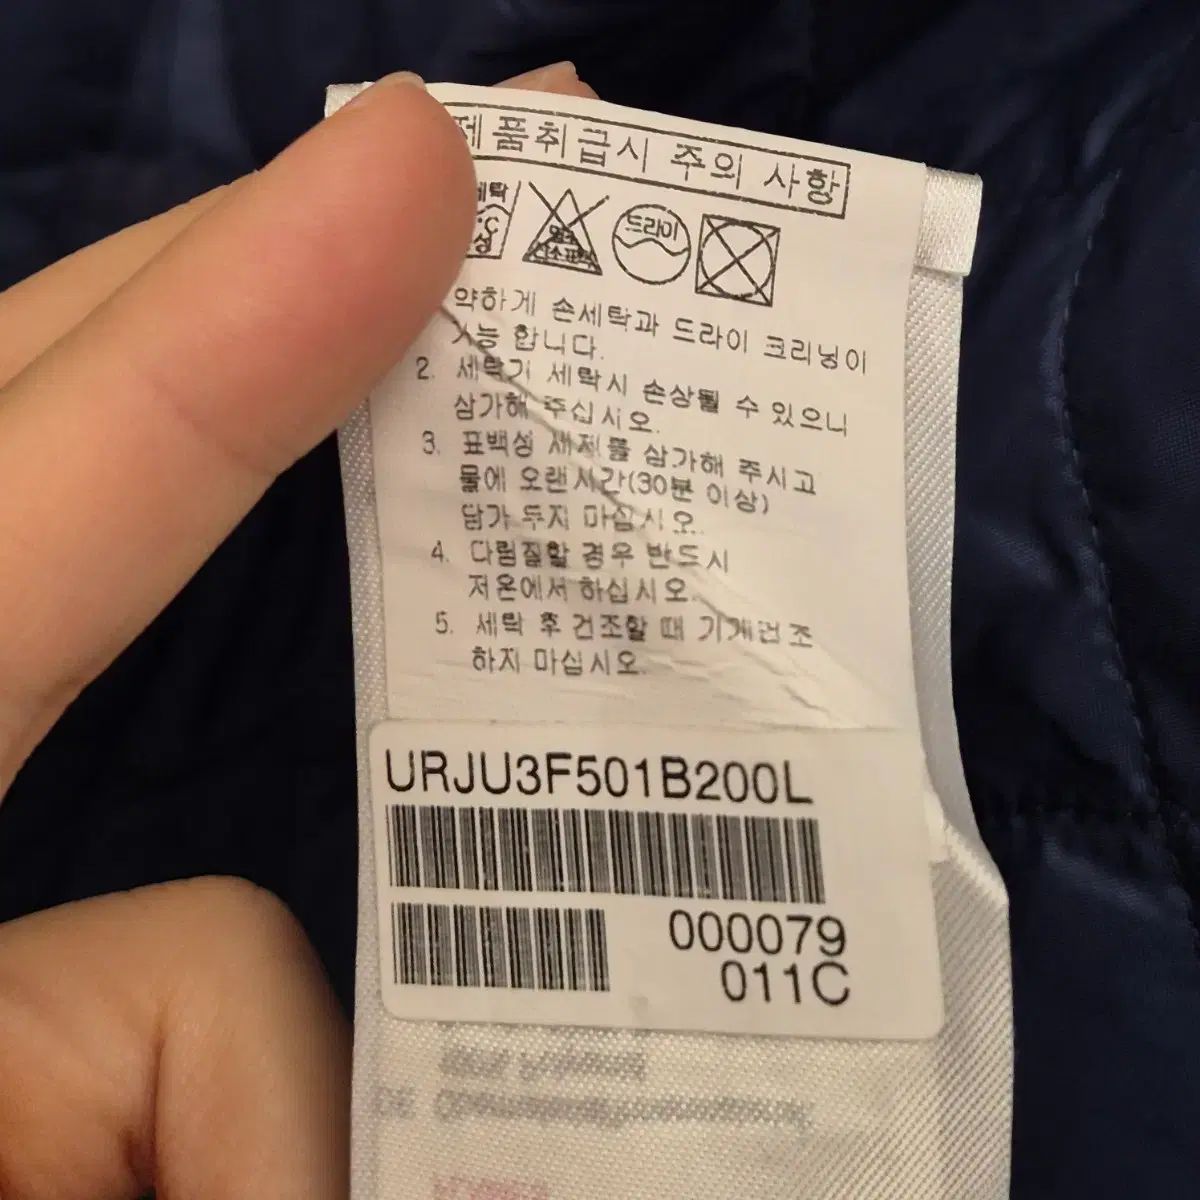 제품취급시 주의 사항
드라이
약하게 손세탁과 드라이 크리닝이
가능 합니다.
2. 세탁기 세탁시 손상될 수 있으니
삼가해 주십시오.
3. 표백성 세제를 삼가해 주시고
물에 오랜시간(30분 이상)
담가 두지 마십시오.
4. 다림질할 경우 반드시
저온에서 하십시오.
5. 세탁 후 건조할 때 기계건조
하지 마십시오.
URJU3F501B200L
000079
011C